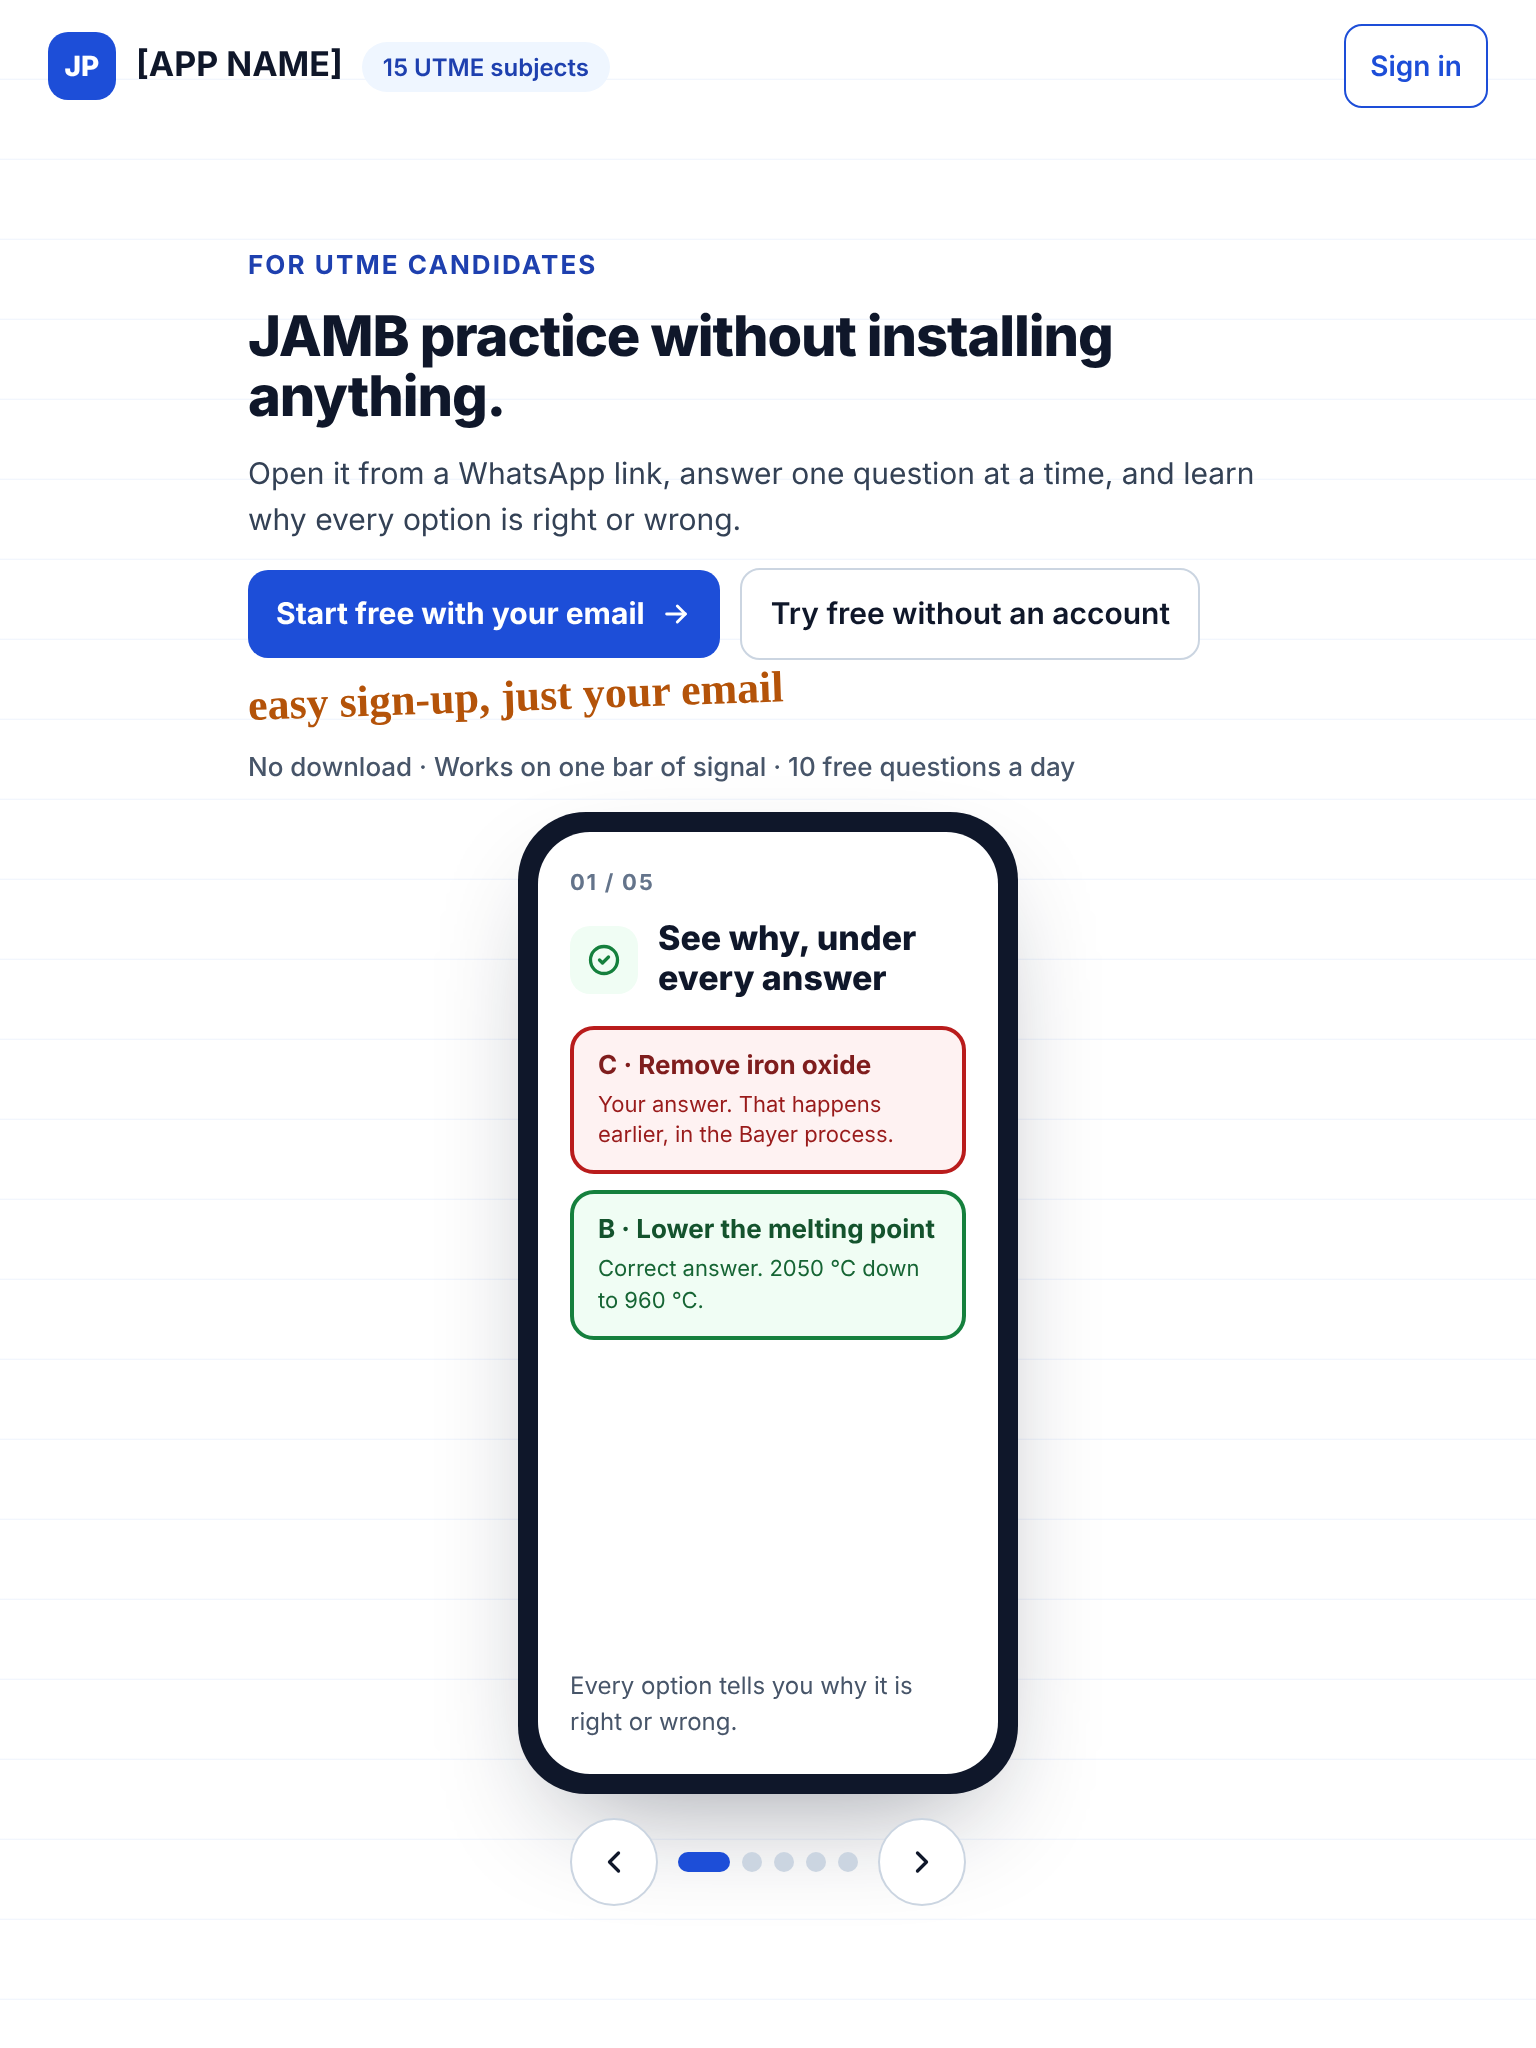 JP [APP NAME] 15 UTME subjects Sign in
FOR UTME CANDIDATES
JAMB practice without installing
anything.
Open it from a WhatsApp link, answer one question at a time, and learn
why every option is right or wrong.
Start free with your email → Try free without an account
easy sign-up, just your email
No download · Works on one bar of signal · 10 free questions a day
01 / 05
See why, under
every answer
C · Remove iron oxide
Your answer. That happens
earlier, in the Bayer process.
B · Lower the melting point
Correct answer. 2050 °C down
to 960 °C.
Every option tells you why it is
right or wrong.